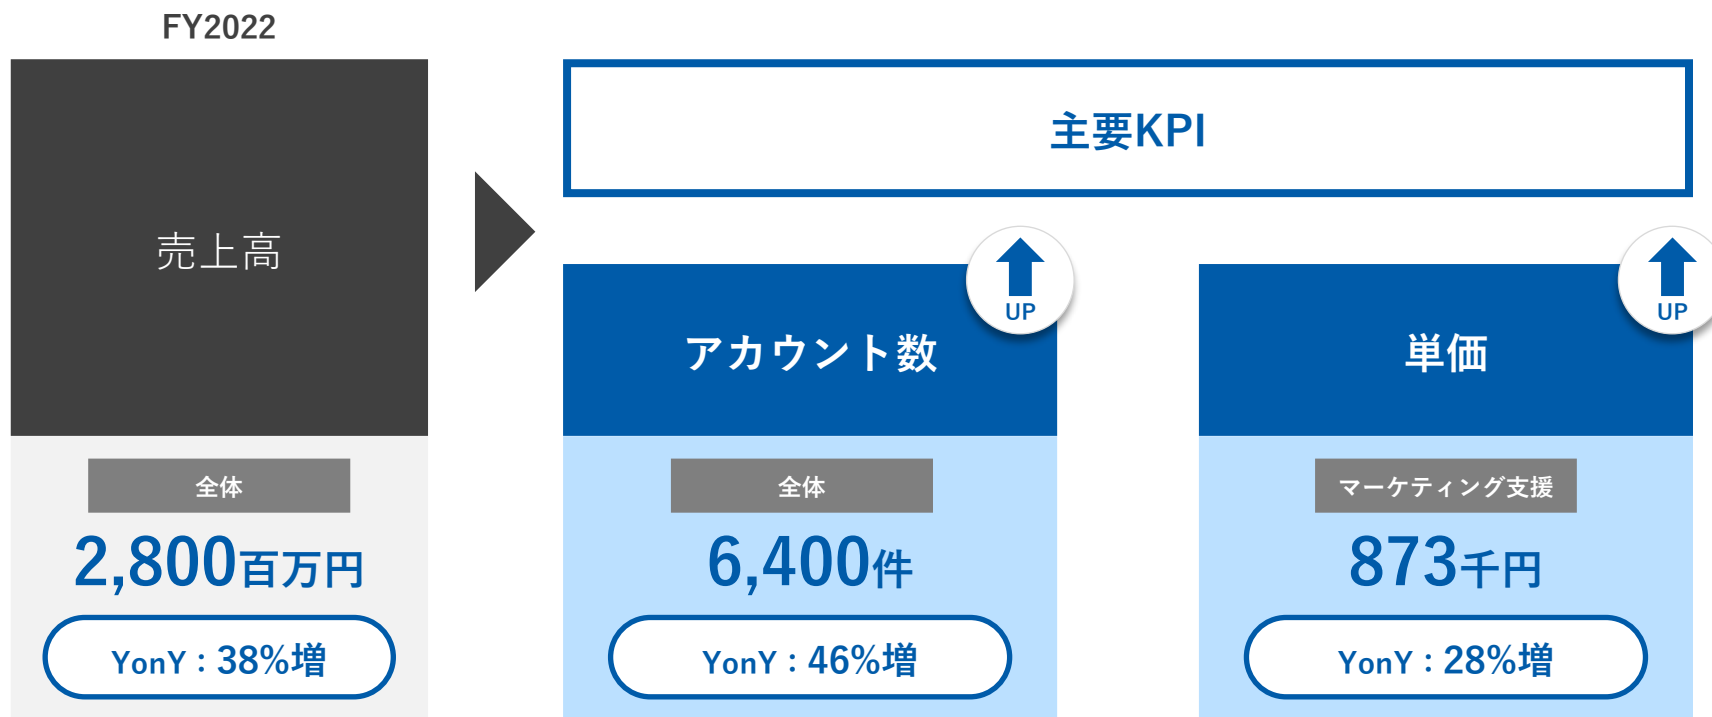 FY2022
売上高
全体
2,800百万円
YonY：38%増
主要KPI
UP
アカウント数
全体
6,400件
YonY：46%増
UP
単価
マーケティング支援
873千円
YonY：28%増